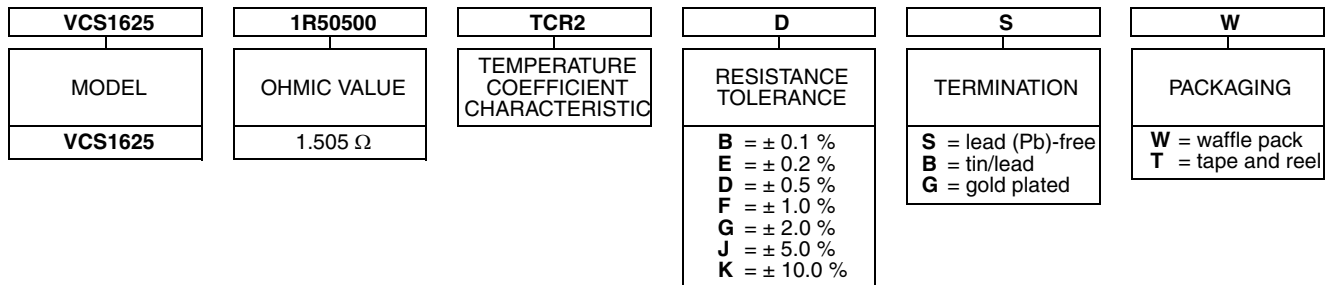 VCS1625
1R50500
TCR2
D
S
W
MODEL
OHMIC VALUE
TEMPERATURE
COEFFICIENT
CHARACTERISTIC
RESISTANCE
TOLERANCE
TERMINATION
PACKAGING
VCS1625
1.505 Ω
B = ± 0.1 %
E = ± 0.2 %
D = ± 0.5 %
F = ± 1.0 %
G = ± 2.0 %
J = ± 5.0 %
K = ± 10.0 %
S = lead (Pb)-free
B = tin/lead
G = gold plated
W = waffle pack
T = tape and reel